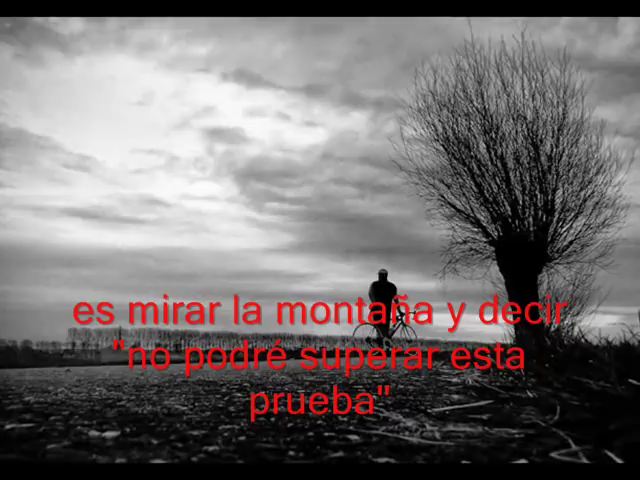 es mirar la montaña y decir
"no podré superar esta
prueba"